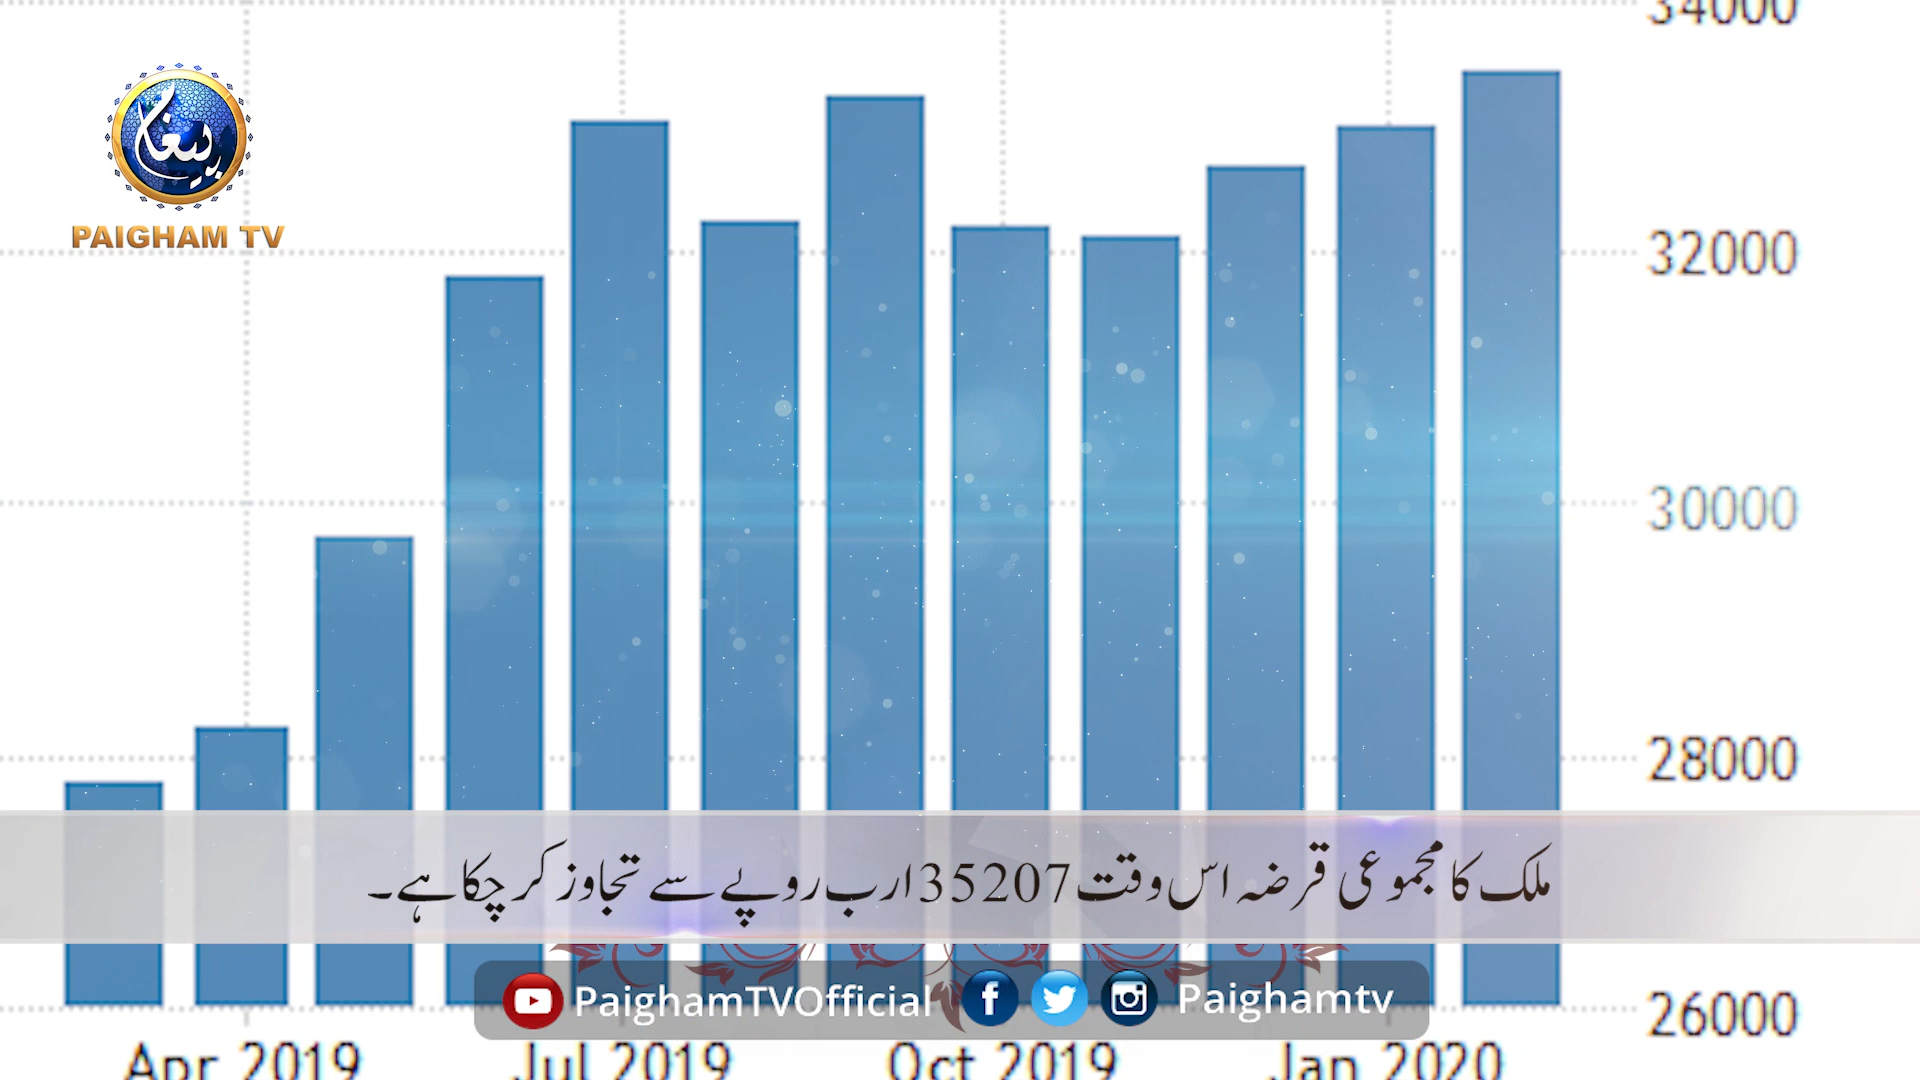 34000
پیغام
PAIGHAM TV
32000
30000
28000
ملک کا مجموعی قرضہ اس وقت 35207 ارب روپے سے تجاوز کر چکا ہے۔
PaighamTVOfficial
Paighamtv
26000
Apr 2019
Jul 2019
Oct 2019
Jan 2020